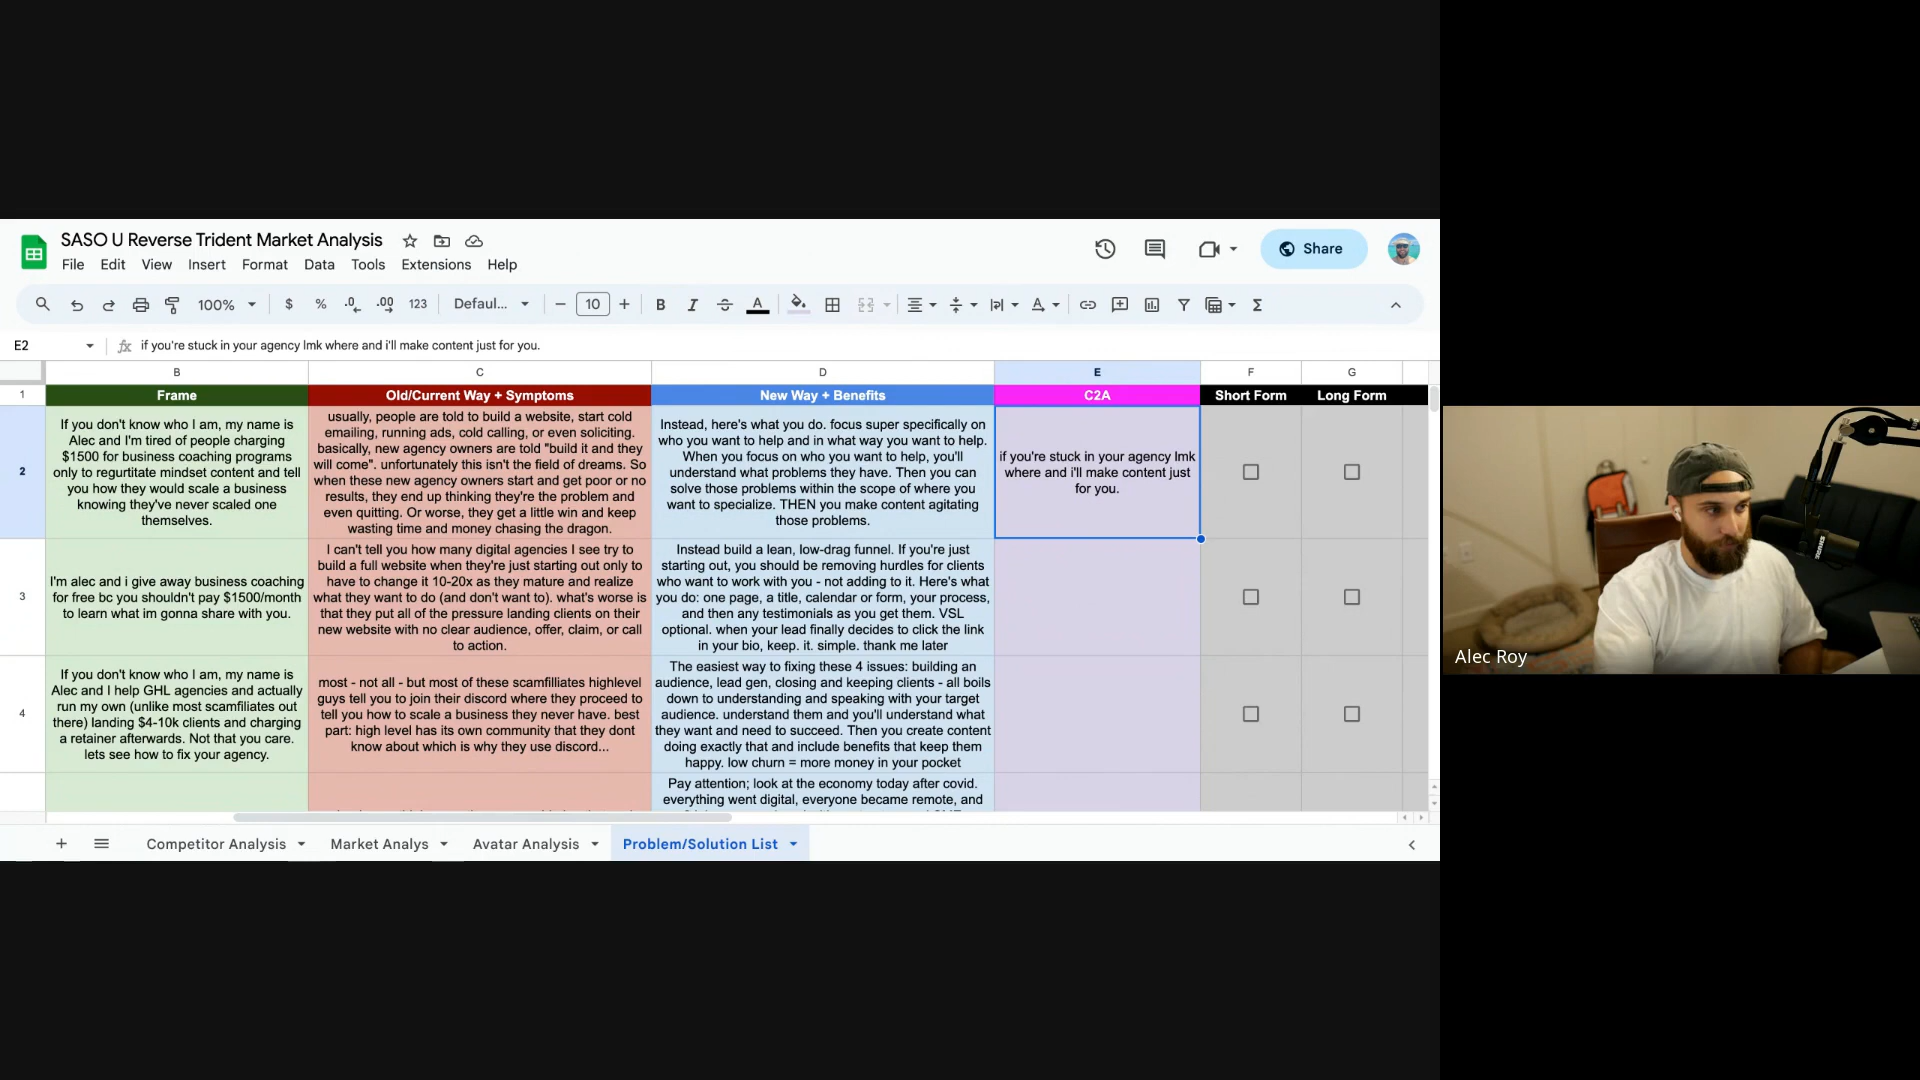 SASO U Reverse Trident Market Analysis
File Edit View Insert Format Data Tools Extensions Help
Share
100% $ % .0 .00 123 Defaul... 10 B I A
E2 if you're stuck in your agency lmk where and i'll make content just for you.
B C D E F G
1 Frame Old/Current Way + Symptoms New Way + Benefits C2A Short Form Long Form
2
If you don't know who I am, my name is
Alec and I'm tired of people charging
$1500 for business coaching programs
only to regurtitate mindset content and tell
you how they would scale a business
knowing they've never scaled one
themselves.
usually, people are told to build a website, start cold
emailing, running ads, cold calling, or even soliciting.
basically, new agency owners are told "build it and they
will come". unfortunately this isn't the field of dreams. So
when these new agency owners start and get poor or no
results, they end up thinking they're the problem and
even quitting. Or worse, they get a little win and keep
wasting time and money chasing the dragon.
Instead, here's what you do. focus super specifically on
who you want to help and in what way you want to help.
When you focus on who you want to help, you'll
understand what problems they have. Then you can
solve those problems within the scope of where you
want to specialize. THEN you make content agitating
those problems.
if you're stuck in your agency lmk
where and i'll make content just
for you.
3
I'm alec and i give away business coaching
for free bc you shouldn't pay $1500/month
to learn what im gonna share with you.
I can't tell you how many digital agencies I see try to
build a full website when they're just starting out only to
have to change it 10-20x as they mature and realize
what they want to do (and don't want to). what's worse is
that they put all of the pressure landing clients on their
new website with no clear audience, offer, claim, or call
to action.
Instead build a lean, low-drag funnel. If you're just
starting out, you should be removing hurdles for clients
who want to work with you - not adding to it. Here's what
you do: one page, a title, calendar or form, your process,
and then any testimonials as you get them. VSL
optional. when your lead finally decides to click the link
in your bio, keep. it. simple. thank me later
4
If you don't know who I am, my name is
Alec and I help GHL agencies and actually
run my own (unlike most scamfiliates out
there) landing $4-10k clients and charging
a retainer afterwards. Not that you care.
lets see how to fix your agency.
most - not all - but most of these scamfilliates highlevel
guys tell you to join their discord where they proceed to
tell you how to scale a business they never have. best
part: high level has its own community that they dont
know about which is why they use discord...
The easiest way to fixing these 4 issues: building an
audience, lead gen, closing and keeping clients - all boils
down to understanding and speaking with your target
audience. understand them and you'll understand what
they want and need to succeed. Then you create content
doing exactly that and include benefits that keep them
happy. low churn = more money in your pocket
Pay attention; look at the economy today after covid.
everything went digital, everyone became remote, and
Competitor Analysis Market Analys Avatar Analysis Problem/Solution List
Alec Roy
SHURE